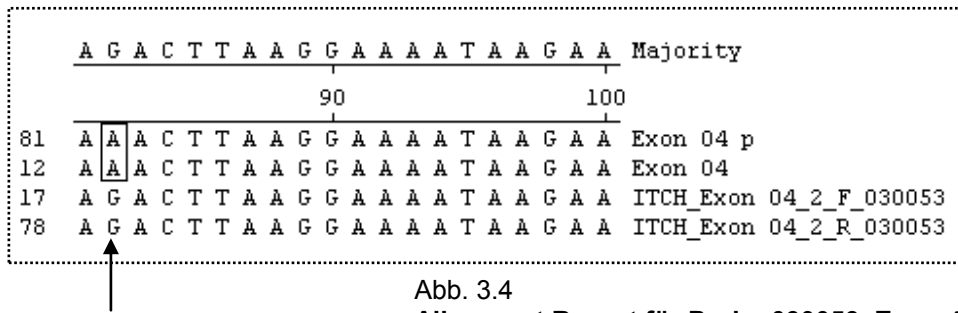 A G A C T T A A G G A A A A T A A G A A Majority
90 100
81 A A A C T T A A G G A A A A T A A G A A Exon 04 p
12 A A A C T T A A G G A A A A T A A G A A Exon 04
17 A G A C T T A A G G A A A A T A A G A A ITCH_Exon 04_2_F_030053
78 A G A C T T A A G G A A A A T A A G A A ITCH_Exon 04_2_R_030053
Abb. 3.4